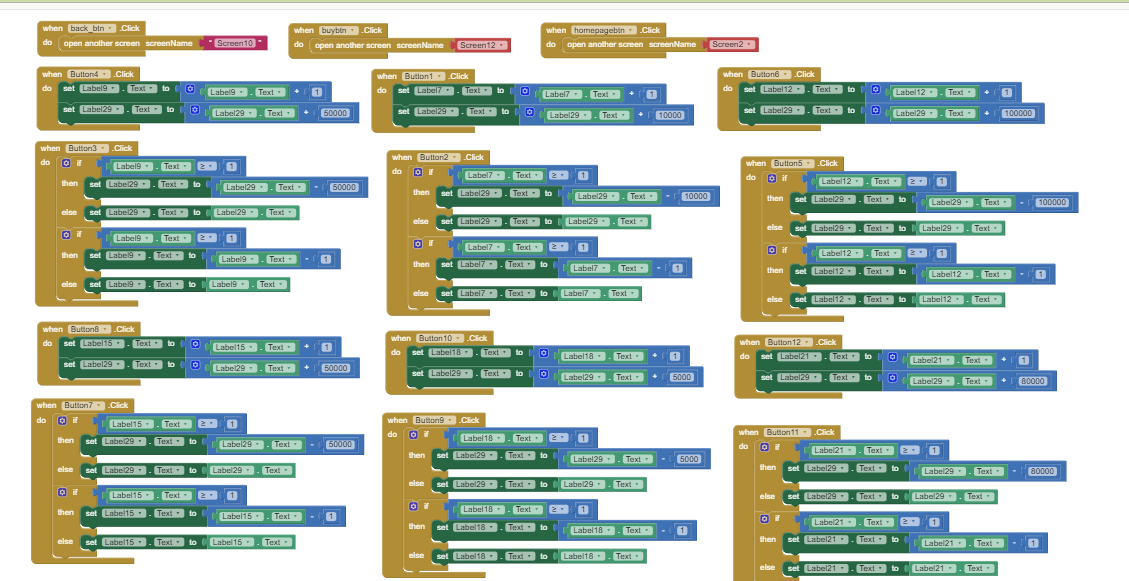 when back_btn .Click
do open another screen screenName " Screen10 "
when buybtn .Click
do open another screen screenName Screen12
when homepagebtn .Click
do open another screen screenName Screen2
when Button4 .Click
do set Label9 . Text to Label9 . Text + 1
set Label29 . Text to Label29 . Text + 50000
when Button1 .Click
do set Label7 . Text to Label7 . Text + 1
set Label29 . Text to Label29 . Text + 10000
when Button6 .Click
do set Label12 . Text to Label12 . Text + 1
set Label29 . Text to Label29 . Text + 100000
when Button3 .Click
do if Label9 . Text ≥ 1
then set Label29 . Text to Label29 . Text - 50000
else set Label29 . Text to Label29 . Text
if Label9 . Text ≥ 1
then set Label9 . Text to Label9 . Text - 1
else set Label9 . Text to Label9 . Text
when Button2 .Click
do if Label7 . Text ≥ 1
then set Label29 . Text to Label29 . Text - 10000
else set Label29 . Text to Label29 . Text
if Label7 . Text ≥ 1
then set Label7 . Text to Label7 . Text - 1
else set Label7 . Text to Label7 . Text
when Button5 .Click
do if Label12 . Text ≥ 1
then set Label29 . Text to Label29 . Text - 100000
else set Label29 . Text to Label29 . Text
if Label12 . Text ≥ 1
then set Label12 . Text to Label12 . Text - 1
else set Label12 . Text to Label12 . Text
when Button8 .Click
do set Label15 . Text to Label15 . Text + 1
set Label29 . Text to Label29 . Text + 50000
when Button10 .Click
do set Label18 . Text to Label18 . Text + 1
set Label29 . Text to Label29 . Text + 5000
when Button12 .Click
do set Label21 . Text to Label21 . Text + 1
set Label29 . Text to Label29 . Text + 80000
when Button7 .Click
do if Label15 . Text ≥ 1
then set Label29 . Text to Label29 . Text - 50000
else set Label29 . Text to Label29 . Text
if Label15 . Text ≥ 1
then set Label15 . Text to Label15 . Text - 1
else set Label15 . Text to Label15 . Text
when Button9 .Click
do if Label18 . Text ≥ 1
then set Label29 . Text to Label29 . Text - 5000
else set Label29 . Text to Label29 . Text
if Label18 . Text ≥ 1
then set Label18 . Text to Label18 . Text - 1
else set Label18 . Text to Label18 . Text
when Button11 .Click
do if Label21 . Text ≥ 1
then set Label29 . Text to Label29 . Text - 80000
else set Label29 . Text to Label29 . Text
if Label21 . Text ≥ 1
then set Label21 . Text to Label21 . Text - 1
else set Label21 . Text to Label21 . Text